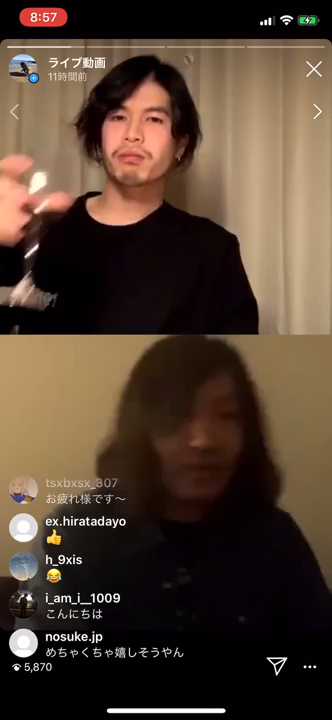 8:57
ライブ動画
11時間前
tsxbxsx_307
お疲れ様です〜
ex.hiratadayo
👍
h_9xis
😂
i_am_i__1009
こんにちは
nosuke.jp
めちゃくちゃ嬉しそうやん
5,870